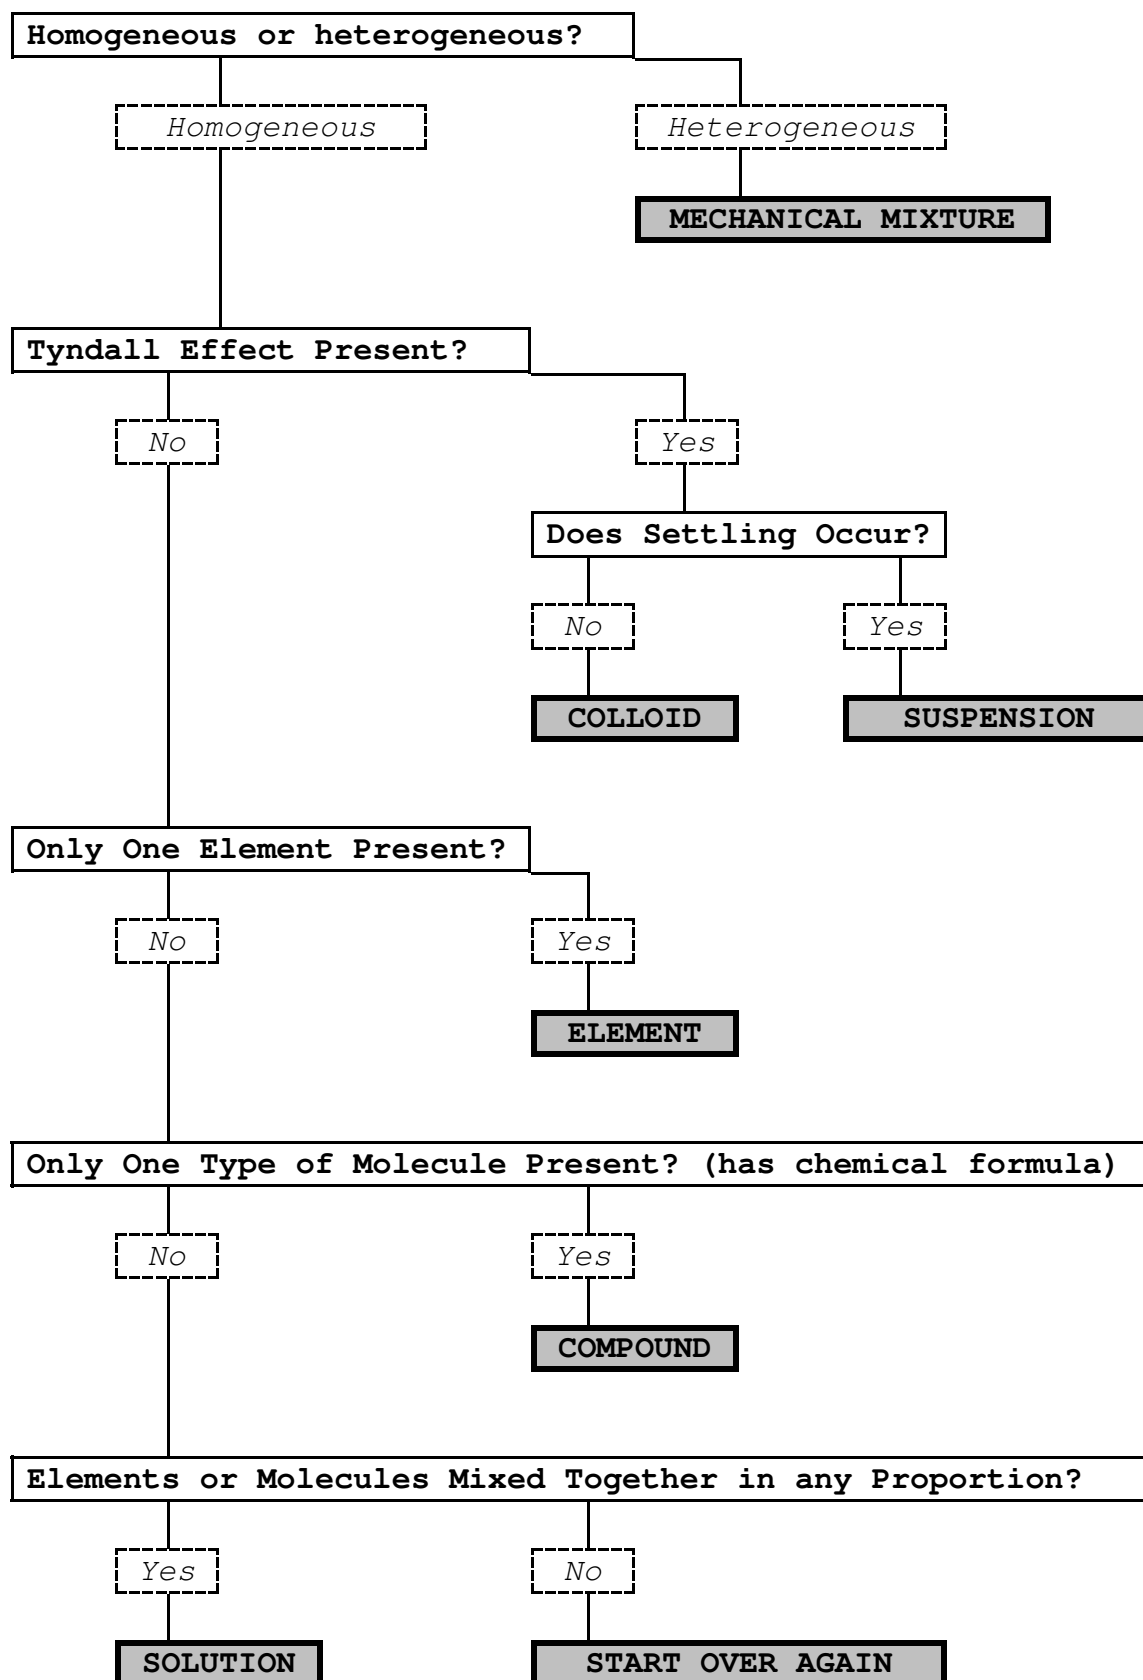 Homogeneous or heterogeneous?
Homogeneous
Heterogeneous
MECHANICAL MIXTURE
Tyndall Effect Present?
No
Yes
Does Settling Occur?
No
Yes
COLLOID
SUSPENSION
Only One Element Present?
No
Yes
ELEMENT
Only One Type of Molecule Present? (has chemical formula)
No
Yes
COMPOUND
Elements or Molecules Mixed Together in any Proportion?
Yes
No
SOLUTION
START OVER AGAIN